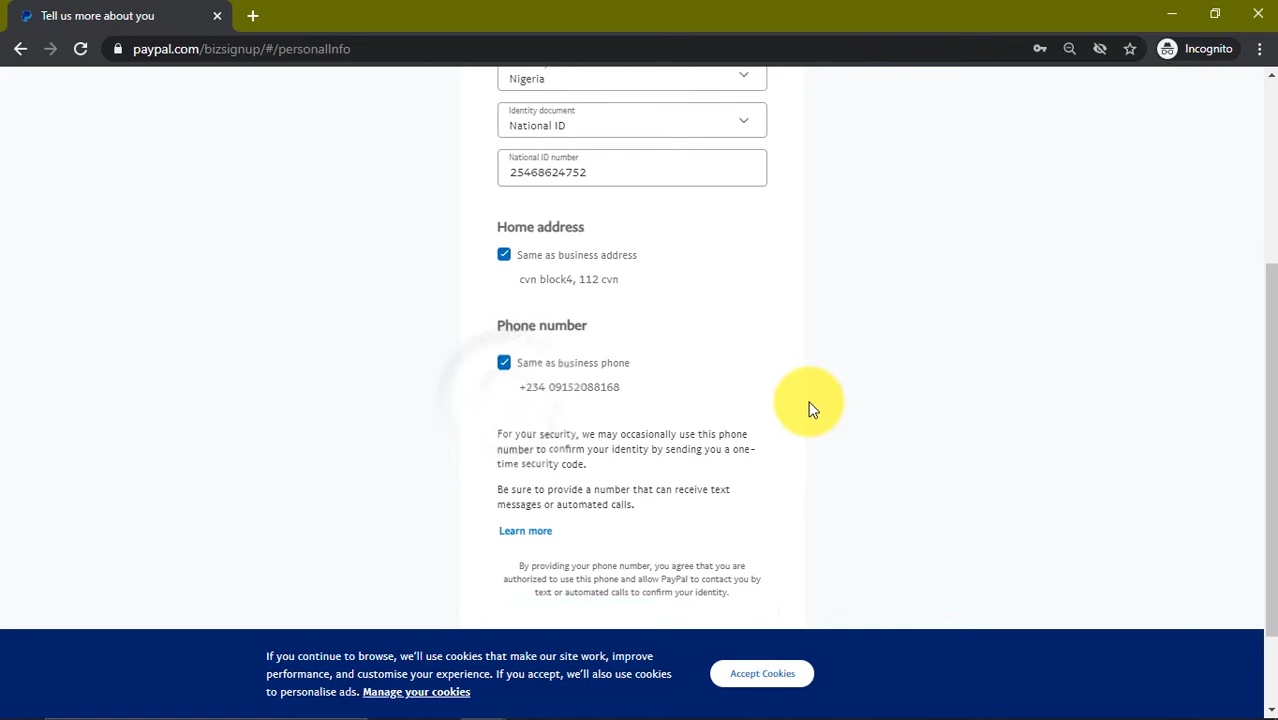 Tell us more about you
paypal.com/bizsignup/#/personalInfo
Incognito
Nigeria
Identity document
National ID
National ID number
25468624752
Home address
Same as business address
cvn block4, 112 cvn
Phone number
Same as business phone
+234 09152088168
For your security, we may occasionally use this phone
number to confirm your identity by sending you a one-
time security code.
Be sure to provide a number that can receive text
messages or automated calls.
Learn more
By providing your phone number, you agree that you are
authorized to use this phone and allow PayPal to contact you by
text or automated calls to confirm your identity.
If you continue to browse, we'll use cookies that make our site work, improve
performance, and customise your experience. If you accept, we'll also use cookies
to personalise ads. Manage your cookies
Accept Cookies